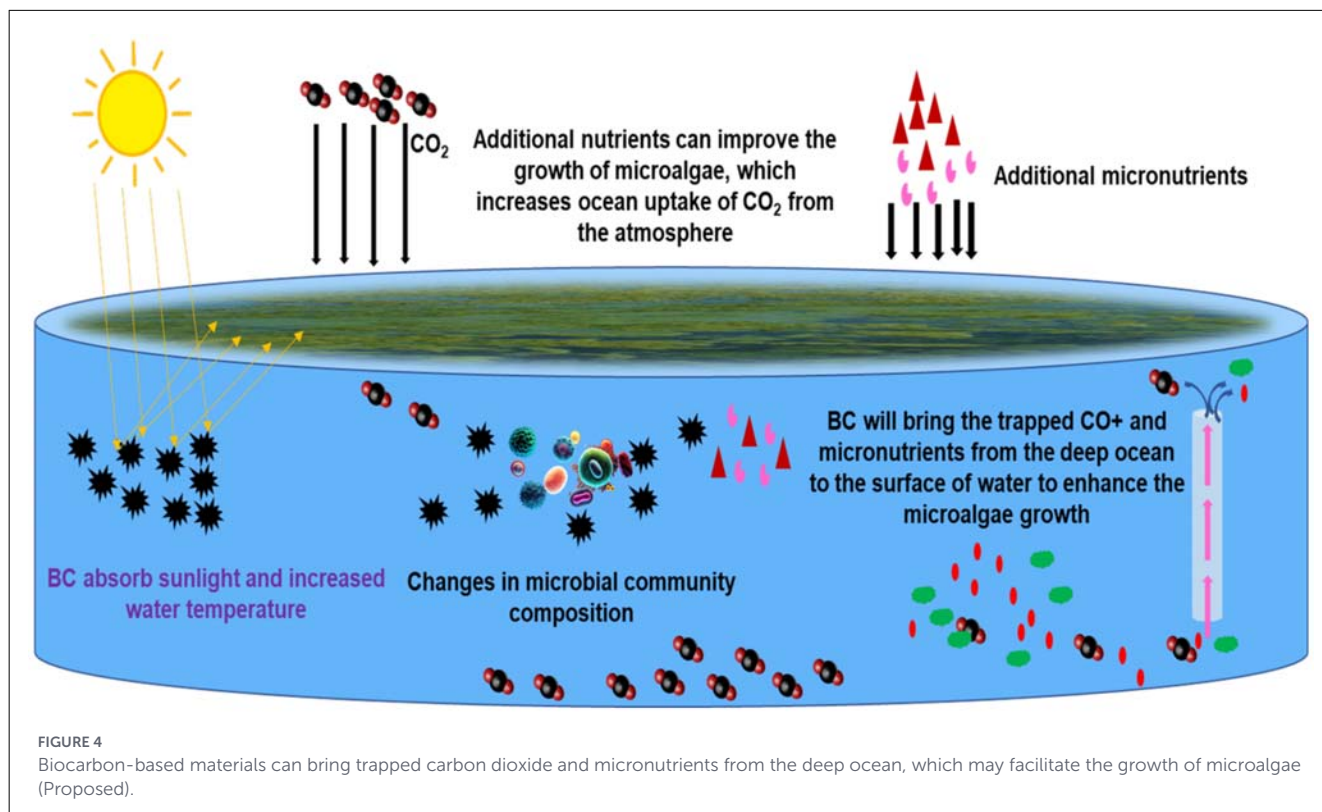 CO₂
Additional nutrients can improve the
growth of microalgae, which
increases ocean uptake of CO₂ from
the atmosphere
Additional micronutrients
BC will bring the trapped CO+ and
micronutrients from the deep ocean
to the surface of water to enhance the
microalgae growth
BC absorb sunlight and increased
water temperature
Changes in microbial community
composition
FIGURE 4
Biocarbon-based materials can bring trapped carbon dioxide and micronutrients from the deep ocean, which may facilitate the growth of microalgae
(Proposed).